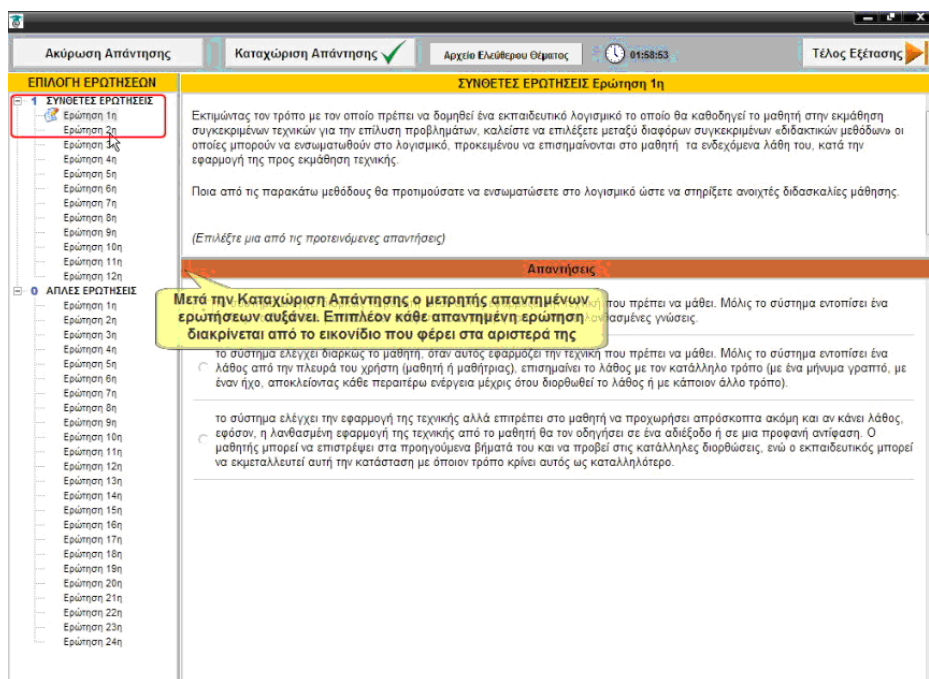 Ακύρωση Απάντησης
Καταχώριση Απάντησης
Αρχείο Ελεύθερου Θέματος
01:58:53
Τέλος Εξέτασης
ΕΠΙΛΟΓΗ ΕΡΩΤΗΣΕΩΝ
1 ΣΥΝΘΕΤΕΣ ΕΡΩΤΗΣΕΙΣ
Ερώτηση 1η
Ερώτηση 2η
Ερώτηση 3η
Ερώτηση 4η
Ερώτηση 5η
Ερώτηση 6η
Ερώτηση 7η
Ερώτηση 8η
Ερώτηση 9η
Ερώτηση 10η
Ερώτηση 11η
Ερώτηση 12η
0 ΑΠΛΕΣ ΕΡΩΤΗΣΕΙΣ
Ερώτηση 1η
Ερώτηση 2η
Ερώτηση 3η
Ερώτηση 4η
Ερώτηση 5η
Ερώτηση 6η
Ερώτηση 7η
Ερώτηση 8η
Ερώτηση 9η
Ερώτηση 10η
Ερώτηση 11η
Ερώτηση 12η
Ερώτηση 13η
Ερώτηση 14η
Ερώτηση 15η
Ερώτηση 16η
Ερώτηση 17η
Ερώτηση 18η
Ερώτηση 19η
Ερώτηση 20η
Ερώτηση 21η
Ερώτηση 22η
Ερώτηση 23η
Ερώτηση 24η
ΣΥΝΘΕΤΕΣ ΕΡΩΤΗΣΕΙΣ Ερώτηση 1η
Εκτιμώντας τον τρόπο με τον οποίο πρέπει να δομηθεί ένα εκπαιδευτικό λογισμικό το οποίο θα καθοδηγεί το μαθητή στην εκμάθηση
συγκεκριμένων τεχνικών για την επίλυση προβλημάτων, καλείστε να επιλέξετε μεταξύ διαφόρων συγκεκριμένων «διδακτικών μεθόδων» οι
οποίες μπορούν να ενσωματωθούν στο λογισμικό, προκειμένου να επισημαίνονται στο μαθητή τα ενδεχόμενα λάθη του, κατά την
εφαρμογή της προς εκμάθηση τεχνικής.
Ποια από τις παρακάτω μεθόδους θα προτιμούσατε να ενσωματώσετε στο λογισμικό ώστε να στηρίξετε ανοιχτές διδασκαλίες μάθησης.
(Επιλέξτε μια από τις προτεινόμενες απαντήσεις)
Απαντήσεις
Μετά την Καταχώριση Απάντησης ο μετρητής απαντημένων
ερωτήσεων αυξάνει. Επιπλέον κάθε απαντημένη ερώτηση
διακρίνεται από το εικονίδιο που φέρει στα αριστερά της
που πρέπει να μάθει. Μόλις το σύστημα εντοπίσει ένα
γνώσεις.
το σύστημα ελέγχει διαρκώς το μαθητή, όταν αυτός εφαρμόζει την τεχνική που πρέπει να μάθει. Μόλις το σύστημα εντοπίσει ένα
λάθος από την πλευρά του χρήστη (μαθητή ή μαθήτριας), επισημαίνει το λάθος με τον κατάλληλο τρόπο (με ένα μήνυμα γραπτό, με
έναν ήχο, αποκλείοντας κάθε περαιτέρω ενέργεια μέχρις ότου διορθωθεί το λάθος ή με κάποιον άλλο τρόπο).
το σύστημα ελέγχει την εφαρμογή της τεχνικής αλλά επιτρέπει στο μαθητή να προχωρήσει απρόσκοπτα ακόμη και αν κάνει λάθος,
εφόσον, η λανθασμένη εφαρμογή της τεχνικής από το μαθητή θα τον οδηγήσει σε ένα αδιέξοδο ή σε μια προφανή αντίφαση. Ο
μαθητής μπορεί να επιστρέψει στα προηγούμενα βήματά του και να προβεί στις κατάλληλες διορθώσεις, ενώ ο εκπαιδευτικός μπορεί
να εκμεταλλευτεί αυτή την κατάσταση με όποιον τρόπο κρίνει αυτός ως καταλληλότερο.